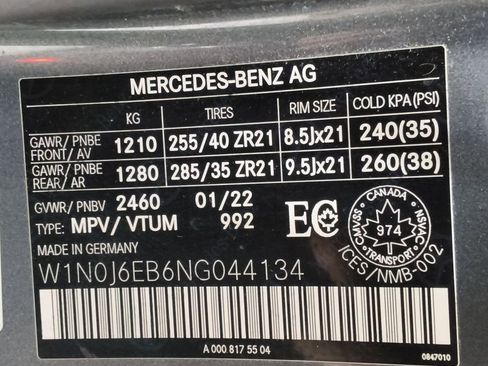 MERCEDES-BENZ AG
KG TIRES RIM SIZE COLD KPA (PSI)
GAWR/ PNBE FRONT/ AV 1210 255/40 ZR21 8.5Jx21 240(35)
GAWR/ PNBE REAR/ AR 1280 285/35 ZR21 9.5Jx21 260(38)
GVWR/ PNBV 2460 01/22
TYPE: MPV/ VTUM 992
EC
CANADA
CMVSS NSVAC
974
TRANSPORT
ICES/NMB-002
MADE IN GERMANY
W1N0J6EB6NG044134
A 000 817 55 04
0847010